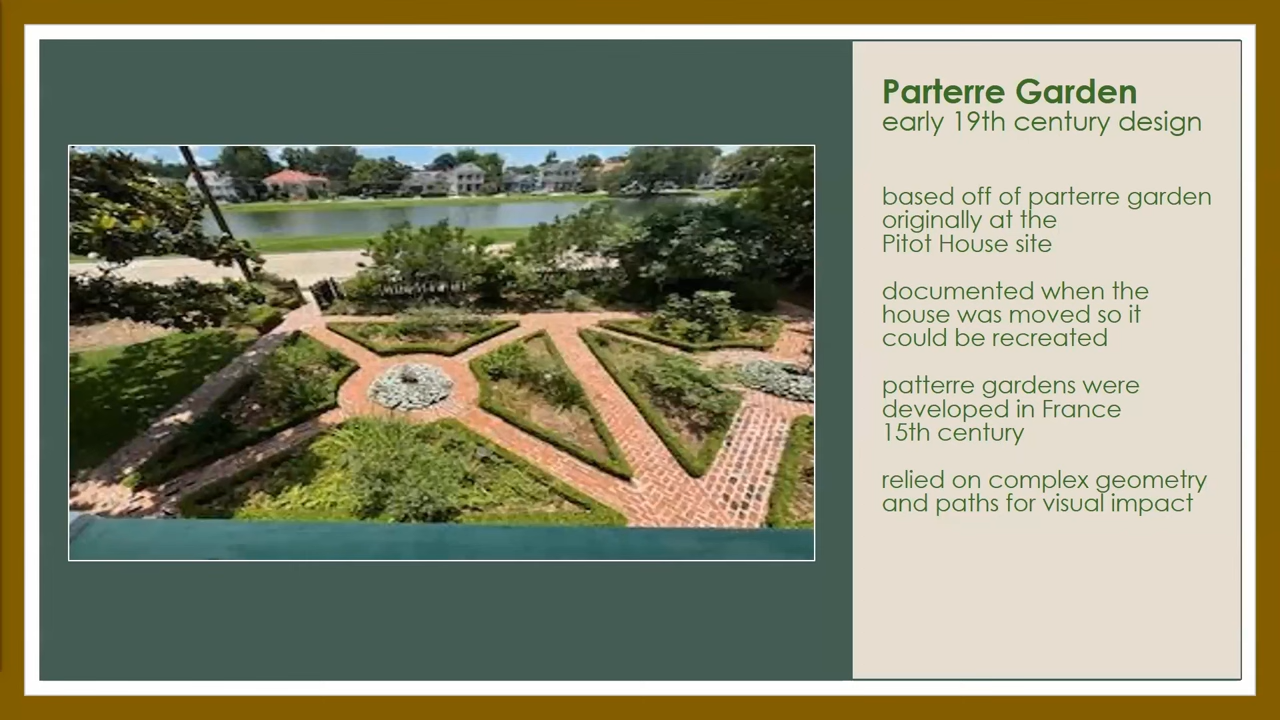 Parterre Garden
early 19th century design
based off of parterre garden
originally at the
Pitot House site
documented when the
house was moved so it
could be recreated
patterre gardens were
developed in France
15th century
relied on complex geometry
and paths for visual impact